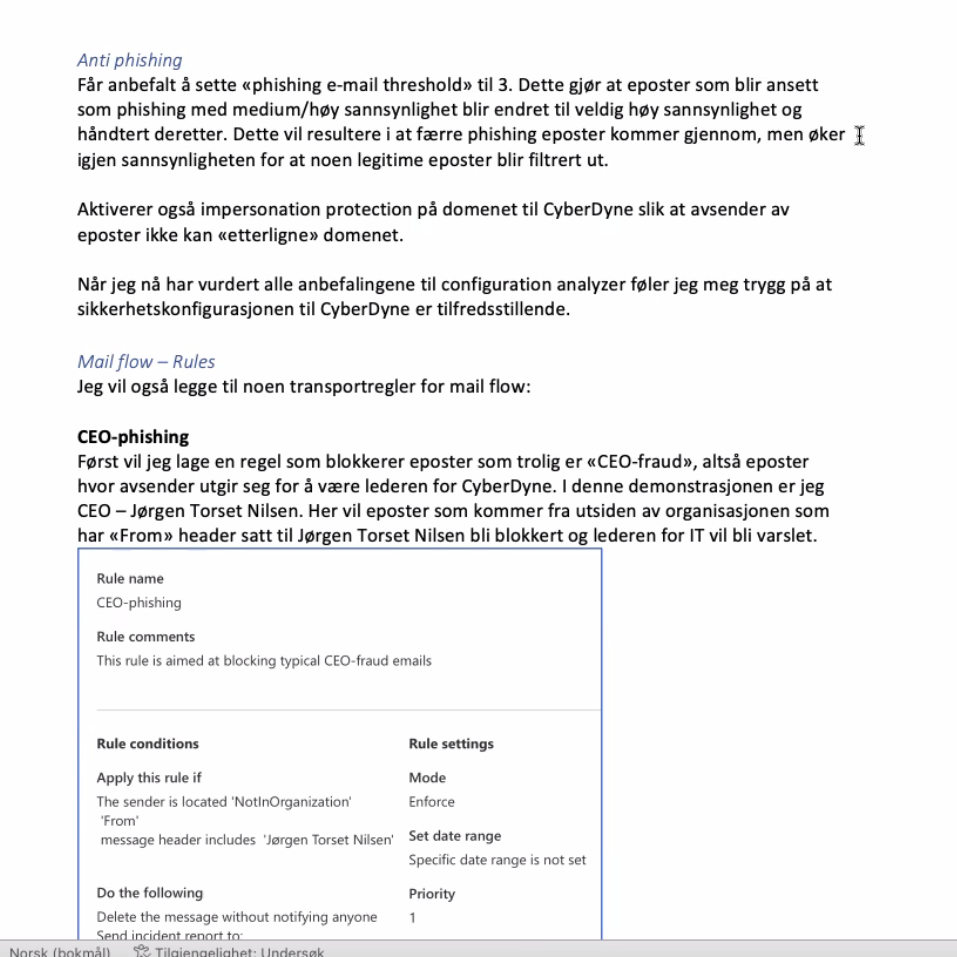 Anti phishing
Får anbefalt å sette «phishing e-mail threshold» til 3. Dette gjør at eposter som blir ansett
som phishing med medium/høy sannsynlighet blir endret til veldig høy sannsynlighet og
håndtert deretter. Dette vil resultere i at færre phishing eposter kommer gjennom, men øker
igjen sannsynligheten for at noen legitime eposter blir filtrert ut.
Aktiverer også impersonation protection på domenet til CyberDyne slik at avsender av
eposter ikke kan «etterligne» domenet.
Når jeg nå har vurdert alle anbefalingene til configuration analyzer føler jeg meg trygg på at
sikkerhetskonfigurasjonen til CyberDyne er tilfredsstillende.
Mail flow – Rules
Jeg vil også legge til noen transportregler for mail flow:
CEO-phishing
Først vil jeg lage en regel som blokkerer eposter som trolig er «CEO-fraud», altså eposter
hvor avsender utgir seg for å være lederen for CyberDyne. I denne demonstrasjonen er jeg
CEO – Jørgen Torset Nilsen. Her vil eposter som kommer fra utsiden av organisasjonen som
har «From» header satt til Jørgen Torset Nilsen bli blokkert og lederen for IT vil bli varslet.
Rule name
CEO-phishing
Rule comments
This rule is aimed at blocking typical CEO-fraud emails
Rule conditions
Apply this rule if
The sender is located 'NotInOrganization'
'From'
message header includes 'Jørgen Torset Nilsen'
Do the following
Delete the message without notifying anyone
Send incident report to:
Rule settings
Mode
Enforce
Set date range
Specific date range is not set
Priority
1
Norsk (bokmål) Tilgjengelighet: Undersøk